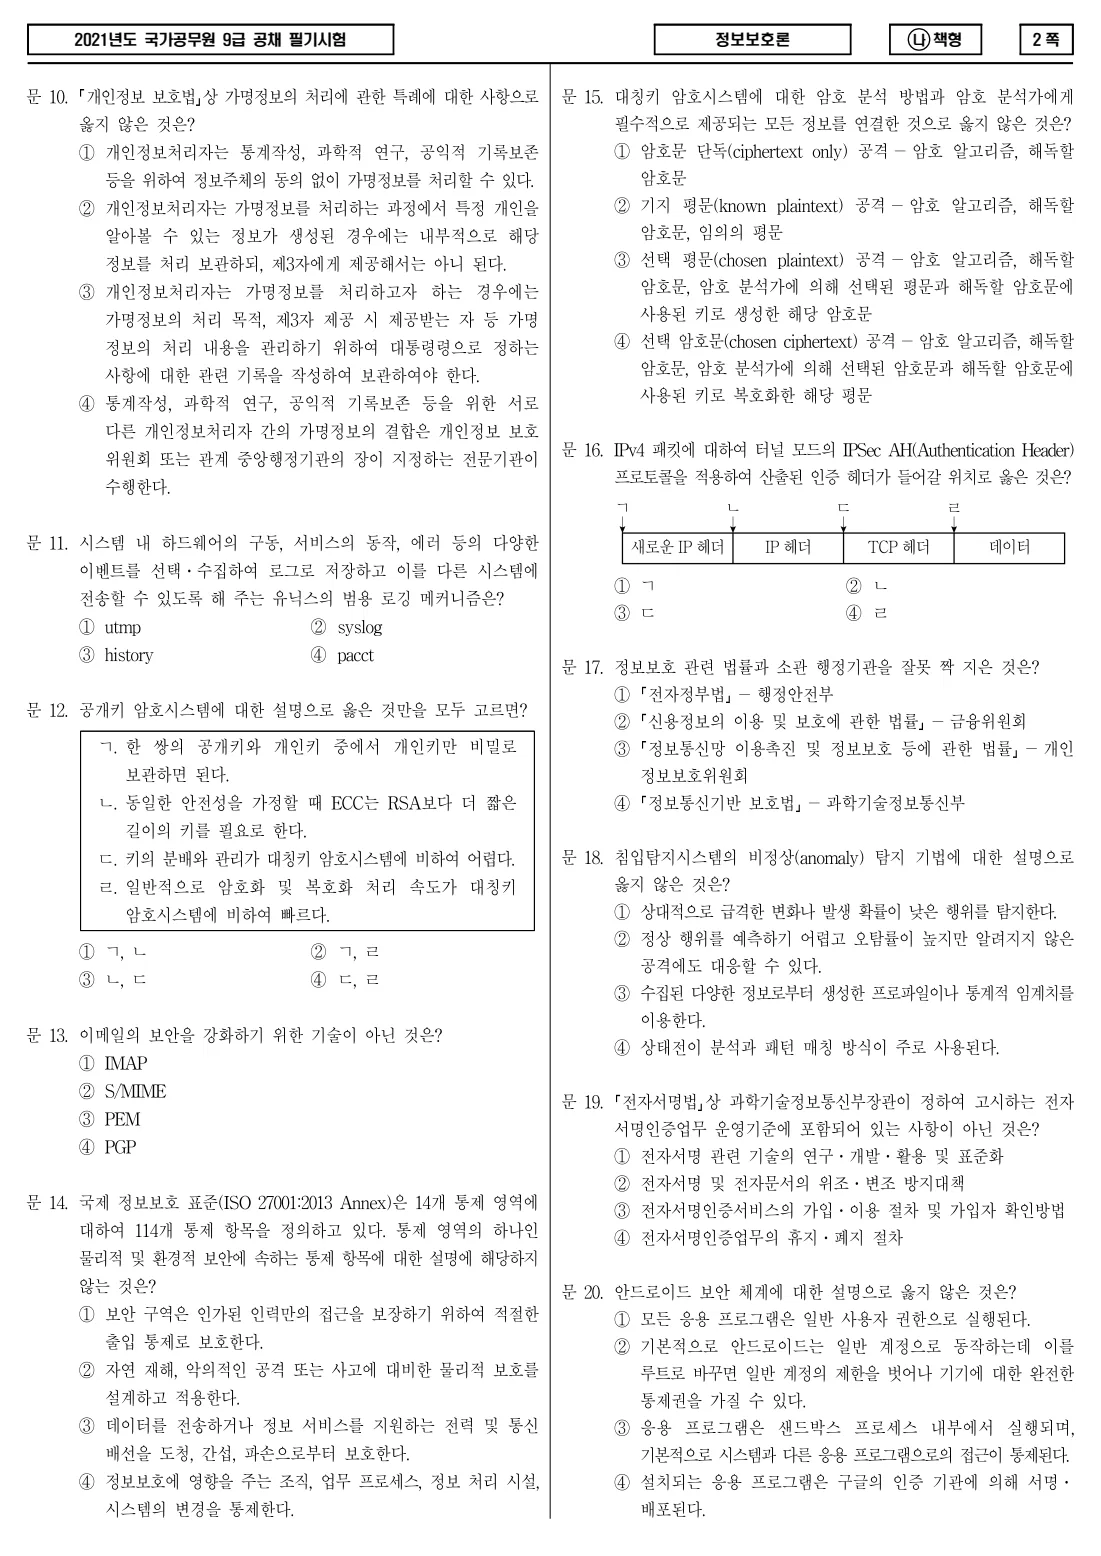 2021년도 국가공무원 9급 공채 필기시험
정보보호론
㉯ 책형
2 쪽
문 10. 「개인정보 보호법」상 가명정보의 처리에 관한 특례에 대한 사항으로
옳지 않은 것은?
① 개인정보처리자는 통계작성, 과학적 연구, 공익적 기록보존
등을 위하여 정보주체의 동의 없이 가명정보를 처리할 수 있다.
② 개인정보처리자는 가명정보를 처리하는 과정에서 특정 개인을
알아볼 수 있는 정보가 생성된 경우에는 내부적으로 해당
정보를 처리 보관하되, 제3자에게 제공해서는 아니 된다.
③ 개인정보처리자는 가명정보를 처리하고자 하는 경우에는
가명정보의 처리 목적, 제3자 제공 시 제공받는 자 등 가명
정보의 처리 내용을 관리하기 위하여 대통령령으로 정하는
사항에 대한 관련 기록을 작성하여 보관하여야 한다.
④ 통계작성, 과학적 연구, 공익적 기록보존 등을 위한 서로
다른 개인정보처리자 간의 가명정보의 결합은 개인정보 보호
위원회 또는 관계 중앙행정기관의 장이 지정하는 전문기관이
수행한다.
문 11. 시스템 내 하드웨어의 구동, 서비스의 동작, 에러 등의 다양한
이벤트를 선택・수집하여 로그로 저장하고 이를 다른 시스템에
전송할 수 있도록 해 주는 유닉스의 범용 로깅 메커니즘은?
① utmp ② syslog
③ history ④ pacct
문 12. 공개키 암호시스템에 대한 설명으로 옳은 것만을 모두 고르면?
ㄱ. 한 쌍의 공개키와 개인키 중에서 개인키만 비밀로
보관하면 된다.
ㄴ. 동일한 안전성을 가정할 때 ECC는 RSA보다 더 짧은
길이의 키를 필요로 한다.
ㄷ. 키의 분배와 관리가 대칭키 암호시스템에 비하여 어렵다.
ㄹ. 일반적으로 암호화 및 복호화 처리 속도가 대칭키
암호시스템에 비하여 빠르다.
① ㄱ, ㄴ ② ㄱ, ㄹ
③ ㄴ, ㄷ ④ ㄷ, ㄹ
문 13. 이메일의 보안을 강화하기 위한 기술이 아닌 것은?
① IMAP
② S/MIME
③ PEM
④ PGP
문 14. 국제 정보보호 표준(ISO 27001:2013 Annex)은 14개 통제 영역에
대하여 114개 통제 항목을 정의하고 있다. 통제 영역의 하나인
물리적 및 환경적 보안에 속하는 통제 항목에 대한 설명에 해당하지
않는 것은?
① 보안 구역은 인가된 인력만의 접근을 보장하기 위하여 적절한
출입 통제로 보호한다.
② 자연 재해, 악의적인 공격 또는 사고에 대비한 물리적 보호를
설계하고 적용한다.
③ 데이터를 전송하거나 정보 서비스를 지원하는 전력 및 통신
배선을 도청, 간섭, 파손으로부터 보호한다.
④ 정보보호에 영향을 주는 조직, 업무 프로세스, 정보 처리 시설,
시스템의 변경을 통제한다.
문 15. 대칭키 암호시스템에 대한 암호 분석 방법과 암호 분석가에게
필수적으로 제공되는 모든 정보를 연결한 것으로 옳지 않은 것은?
① 암호문 단독(ciphertext only) 공격 – 암호 알고리즘, 해독할
암호문
② 기지 평문(known plaintext) 공격 – 암호 알고리즘, 해독할
암호문, 임의의 평문
③ 선택 평문(chosen plaintext) 공격 – 암호 알고리즘, 해독할
암호문, 암호 분석가에 의해 선택된 평문과 해독할 암호문에
사용된 키로 생성한 해당 암호문
④ 선택 암호문(chosen ciphertext) 공격 – 암호 알고리즘, 해독할
암호문, 암호 분석가에 의해 선택된 암호문과 해독할 암호문에
사용된 키로 복호화한 해당 평문
문 16. IPv4 패킷에 대하여 터널 모드의 IPSec AH(Authentication Header)
프로토콜을 적용하여 산출된 인증 헤더가 들어갈 위치로 옳은 것은?
ㄱ ㄴ ㄷ ㄹ
새로운 IP 헤더 IP 헤더 TCP 헤더 데이터
① ㄱ ② ㄴ
③ ㄷ ④ ㄹ
문 17. 정보보호 관련 법률과 소관 행정기관을 잘못 짝 지은 것은?
① 「전자정부법」 – 행정안전부
② 「신용정보의 이용 및 보호에 관한 법률」 – 금융위원회
③ 「정보통신망 이용촉진 및 정보보호 등에 관한 법률」 – 개인
정보보호위원회
④ 「정보통신기반 보호법」 – 과학기술정보통신부
문 18. 침입탐지시스템의 비정상(anomaly) 탐지 기법에 대한 설명으로
옳지 않은 것은?
① 상대적으로 급격한 변화나 발생 확률이 낮은 행위를 탐지한다.
② 정상 행위를 예측하기 어렵고 오탐률이 높지만 알려지지 않은
공격에도 대응할 수 있다.
③ 수집된 다양한 정보로부터 생성한 프로파일이나 통계적 임계치를
이용한다.
④ 상태전이 분석과 패턴 매칭 방식이 주로 사용된다.
문 19. 「전자서명법」상 과학기술정보통신부장관이 정하여 고시하는 전자
서명인증업무 운영기준에 포함되어 있는 사항이 아닌 것은?
① 전자서명 관련 기술의 연구・개발・활용 및 표준화
② 전자서명 및 전자문서의 위조・변조 방지대책
③ 전자서명인증서비스의 가입・이용 절차 및 가입자 확인방법
④ 전자서명인증업무의 휴지・폐지 절차
문 20. 안드로이드 보안 체계에 대한 설명으로 옳지 않은 것은?
① 모든 응용 프로그램은 일반 사용자 권한으로 실행된다.
② 기본적으로 안드로이드는 일반 계정으로 동작하는데 이를
루트로 바꾸면 일반 계정의 제한을 벗어나 기기에 대한 완전한
통제권을 가질 수 있다.
③ 응용 프로그램은 샌드박스 프로세스 내부에서 실행되며,
기본적으로 시스템과 다른 응용 프로그램으로의 접근이 통제된다.
④ 설치되는 응용 프로그램은 구글의 인증 기관에 의해 서명・
배포된다.